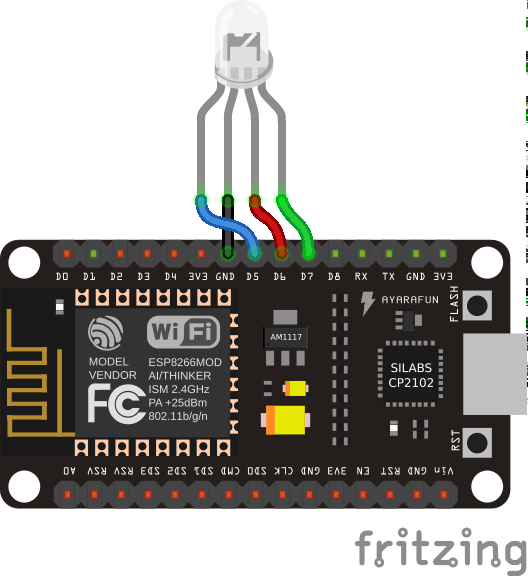 D0 D1 D2 D3 D4 3V3 GND D5 D6 D7 D8 RX TX GND 3V3
AYARAFUN
FLASH
WiFi
AM1117
MODEL
VENDOR
ESP8266MOD
AI/THINKER
ISM 2.4GHz
PA +25dBm
802.11b/g/n
FC
SILABS
CP2102
RST
A0 RSV RSV SD3 SD2 SD1 CMD SD0 CLK GND 3V3 EN RST GND Vin
fritzing